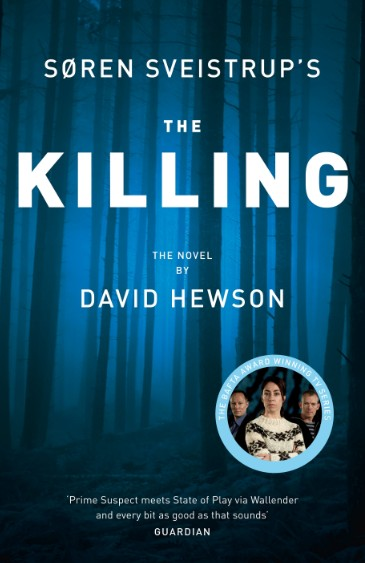 SØREN SVEISTRUP'S
THE
KILLING
THE NOVEL
BY
DAVID HEWSON
THE BAFTA AWARD WINNING TV SERIES
'Prime Suspect meets State of Play via Wallender
and every bit as good as that sounds'
GUARDIAN